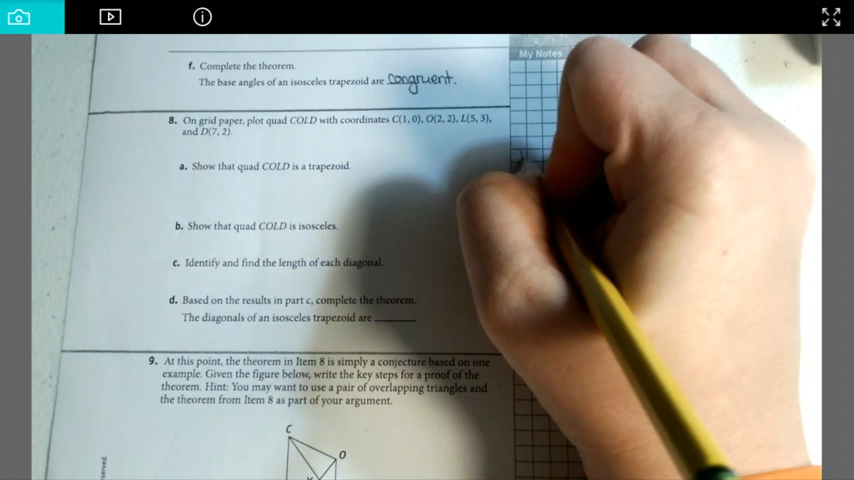 My Notes
f. Complete the theorem.
The base angles of an isosceles trapezoid are congruent.
8. On grid paper, plot quad COLD with coordinates C(1, 0), O(2, 2), L(5, 3),
and D(7, 2).
a. Show that quad COLD is a trapezoid.
b. Show that quad COLD is isosceles.
c. Identify and find the length of each diagonal.
d. Based on the results in part c, complete the theorem.
The diagonals of an isosceles trapezoid are
9. At this point, the theorem in Item 8 is simply a conjecture based on one
example. Given the figure below, write the key steps for a proof of the
theorem. Hint: You may want to use a pair of overlapping triangles and
the theorem from Item 8 as part of your argument.
C
O